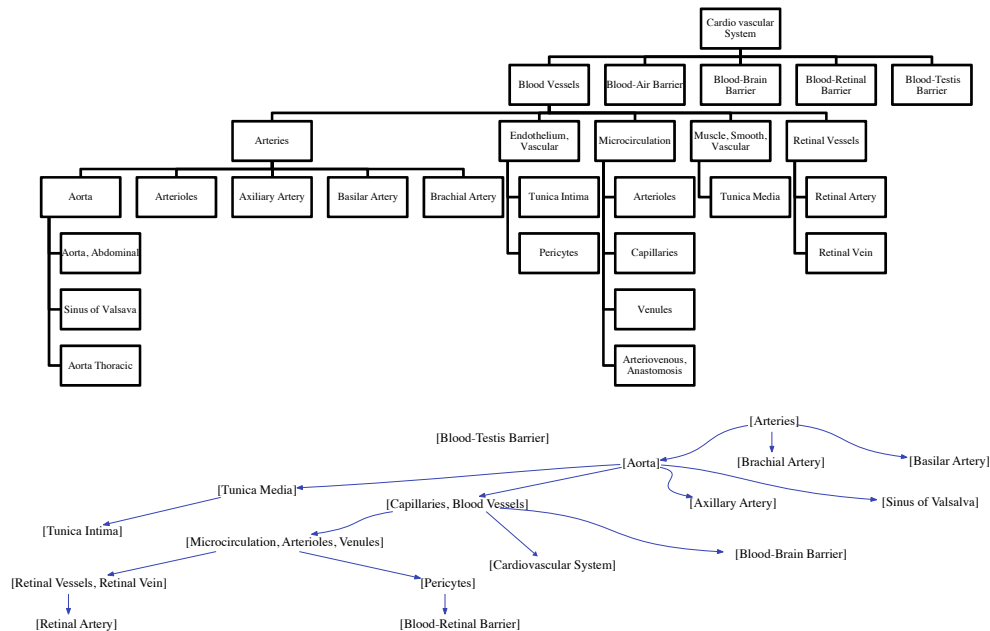 Cardio vascular
System
Blood Vessels
Blood-Air Barrier
Blood-Brain
Barrier
Blood-Retinal
Barrier
Blood-Testis
Barrier
Arteries
Endothelium,
Vascular
Microcirculation
Muscle, Smooth,
Vascular
Retinal Vessels
Aorta
Arterioles
Axiliary Artery
Basilar Artery
Brachial Artery
Tunica Intima
Arterioles
Tunica Media
Retinal Artery
Aorta, Abdominal
Pericytes
Capillaries
Retinal Vein
Sinus of Valsava
Venules
Aorta Thoracic
Arteriovenous,
Anastomosis
[Arteries]
[Blood-Testis Barrier]
[Aorta]
[Brachial Artery]
[Basilar Artery]
[Tunica Media]
[Capillaries, Blood Vessels]
[Axillary Artery]
[Sinus of Valsalva]
[Tunica Intima]
[Microcirculation, Arterioles, Venules]
[Blood-Brain Barrier]
[Cardiovascular System]
[Retinal Vessels, Retinal Vein]
[Pericytes]
[Retinal Artery]
[Blood-Retinal Barrier]